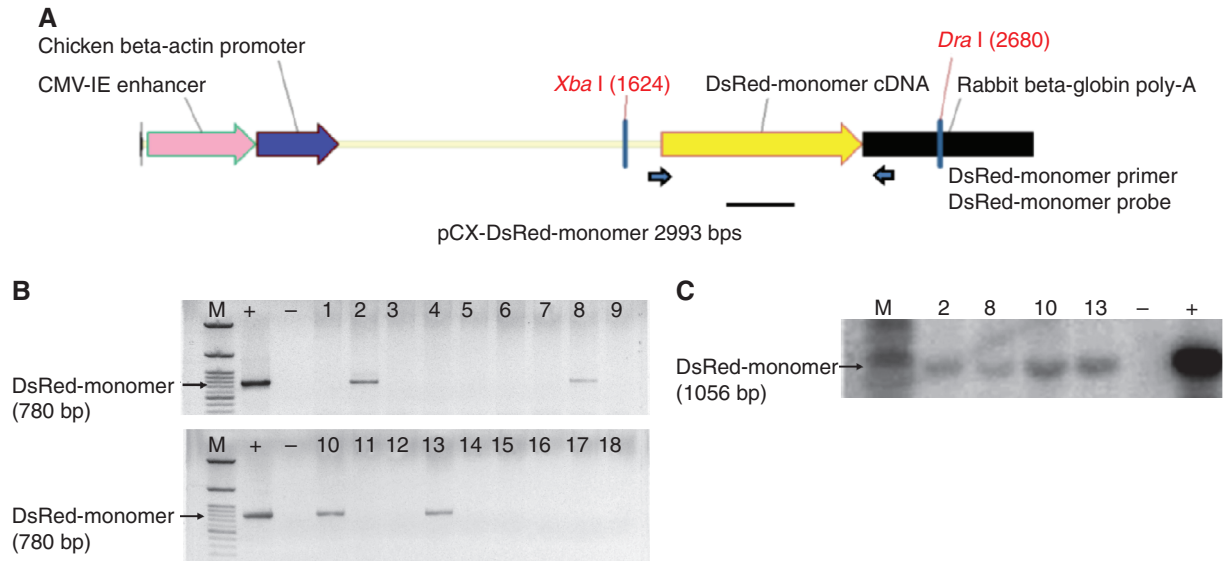 A
Chicken beta-actin promoter
CMV-IE enhancer
Xba I (1624)
DsRed-monomer cDNA
Dra I (2680)
Rabbit beta-globin poly-A
DsRed-monomer primer
DsRed-monomer probe
pCX-DsRed-monomer 2993 bps
B
M + – 1 2 3 4 5 6 7 8 9
DsRed-monomer
(780 bp)
M + – 10 11 12 13 14 15 16 17 18
DsRed-monomer
(780 bp)
C
M 2 8 10 13 – +
DsRed-monomer
(1056 bp)